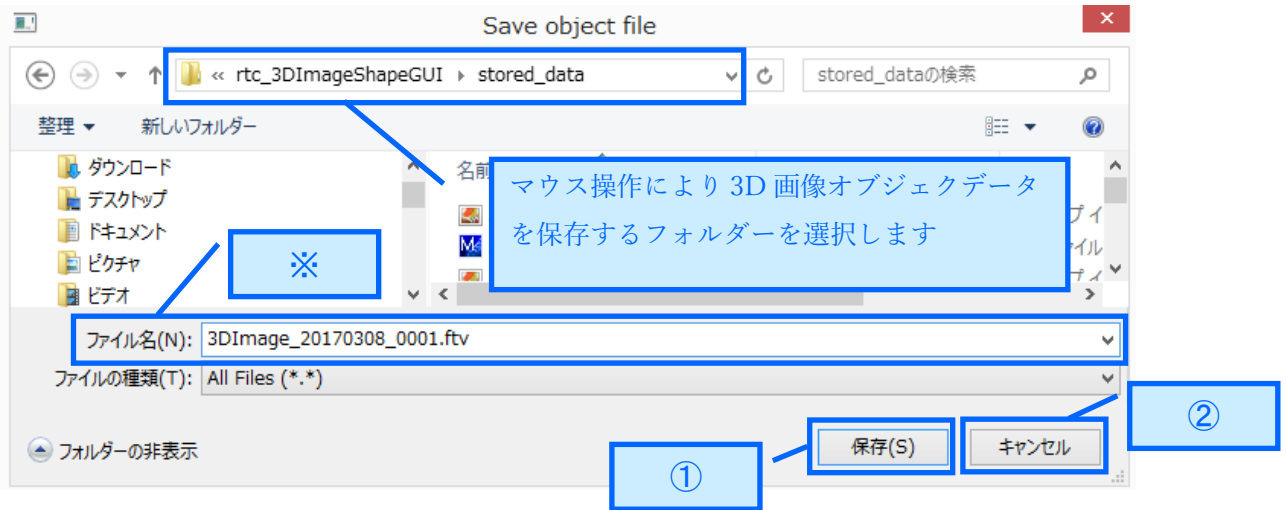 Save object file
« rtc_3DImageShapeGUI ▸ stored_data
stored_dataの検索
整理
新しいフォルダー
ダウンロード
デスクトップ
ドキュメント
ピクチャ
ビデオ
名前
マウス操作により 3D 画像オブジェクデータ
を保存するフォルダーを選択します
プイ
イル
プイ
※
ファイル名(N): 3DImage_20170308_0001.ftv
ファイルの種類(T): All Files (*.*)
フォルダーの非表示
保存(S)
キャンセル
①
②